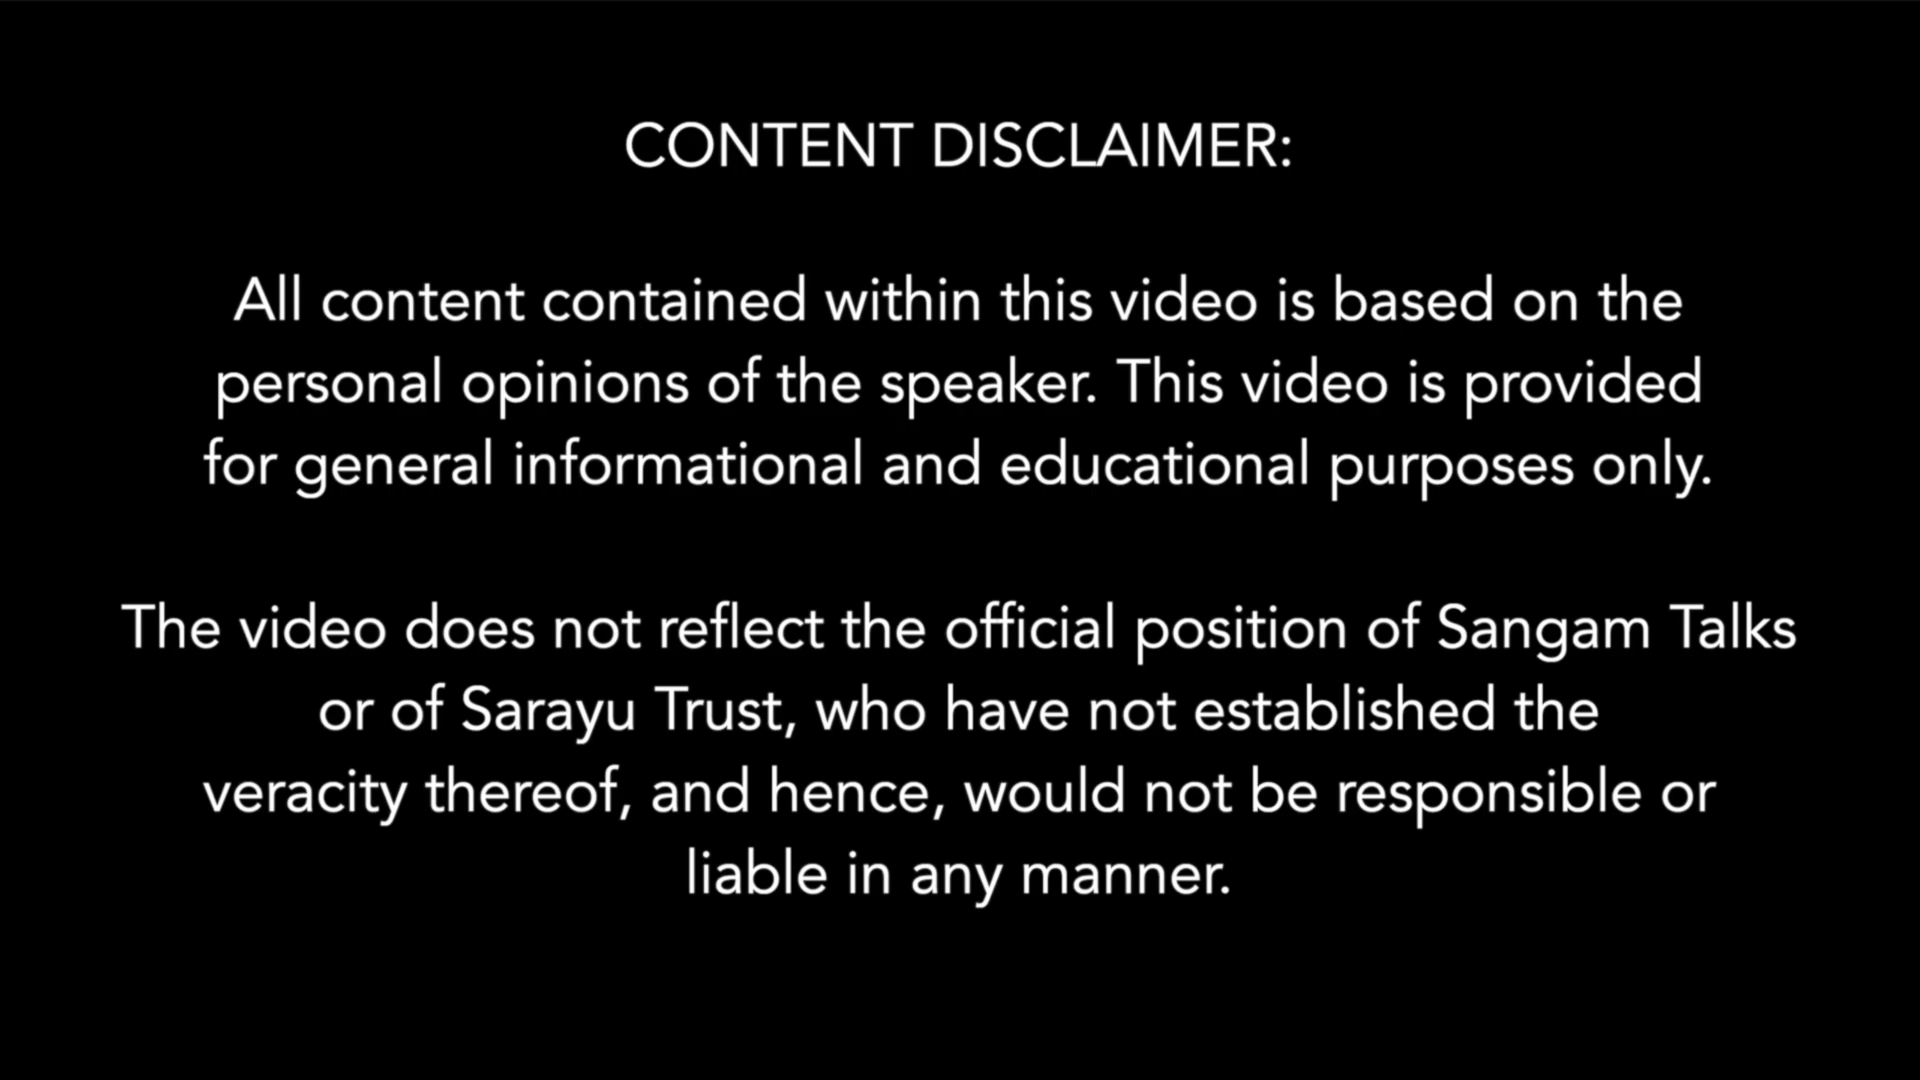 CONTENT DISCLAIMER:
All content contained within this video is based on the
personal opinions of the speaker. This video is provided
for general informational and educational purposes only.
The video does not reflect the official position of Sangam Talks
or of Sarayu Trust, who have not established the
veracity thereof, and hence, would not be responsible or
liable in any manner.